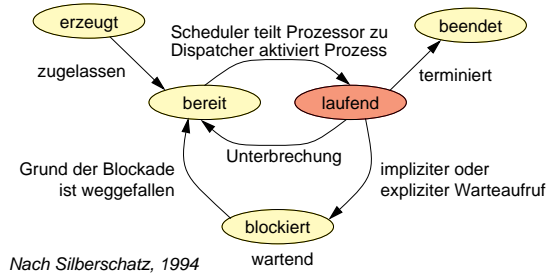 erzeugt
Scheduler teilt Prozessor zu
Dispatcher aktiviert Prozess
beendet
zugelassen
terminiert
bereit
laufend
Unterbrechung
Grund der Blockade
ist weggefallen
impliziter oder
expliziter Warteaufruf
blockiert
wartend
Nach Silberschatz, 1994